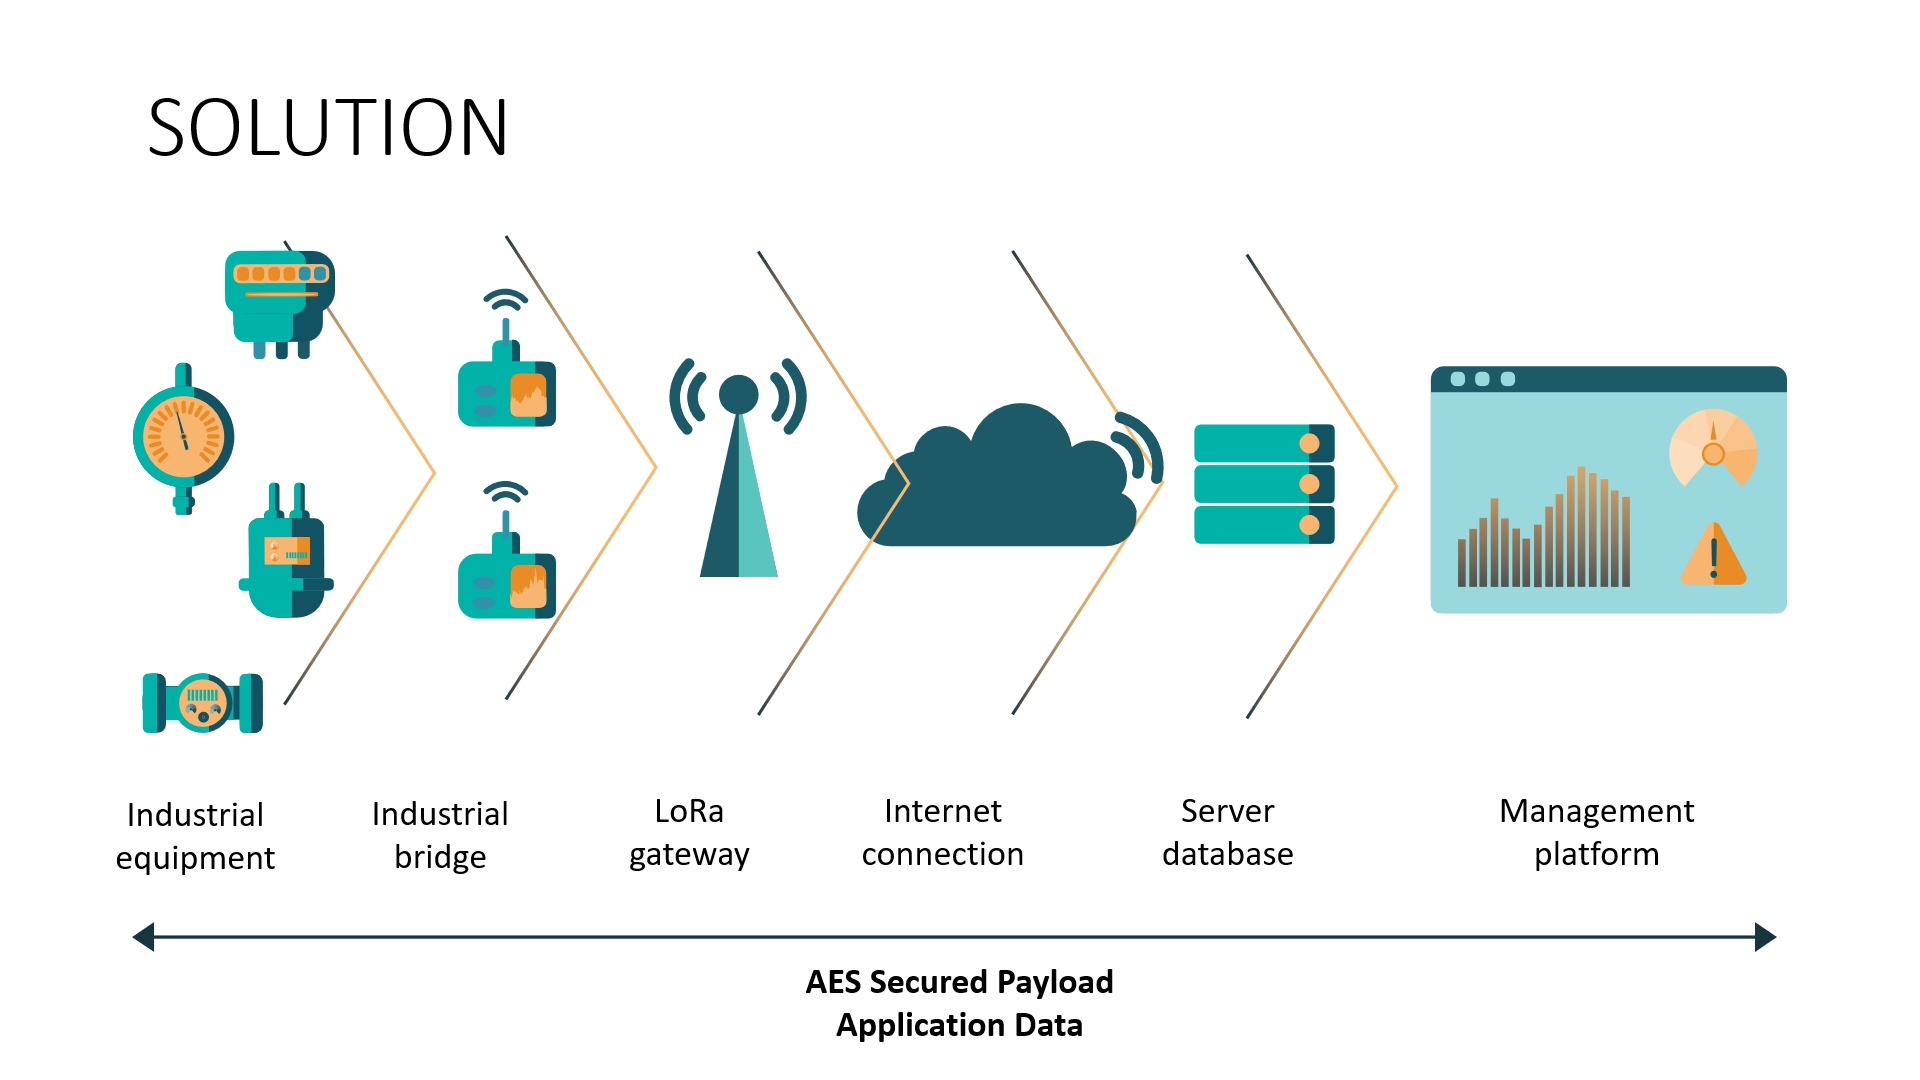 SOLUTION
Industrial
equipment
Industrial
bridge
LoRa
gateway
Internet
connection
Server
database
Management
platform
AES Secured Payload
Application Data